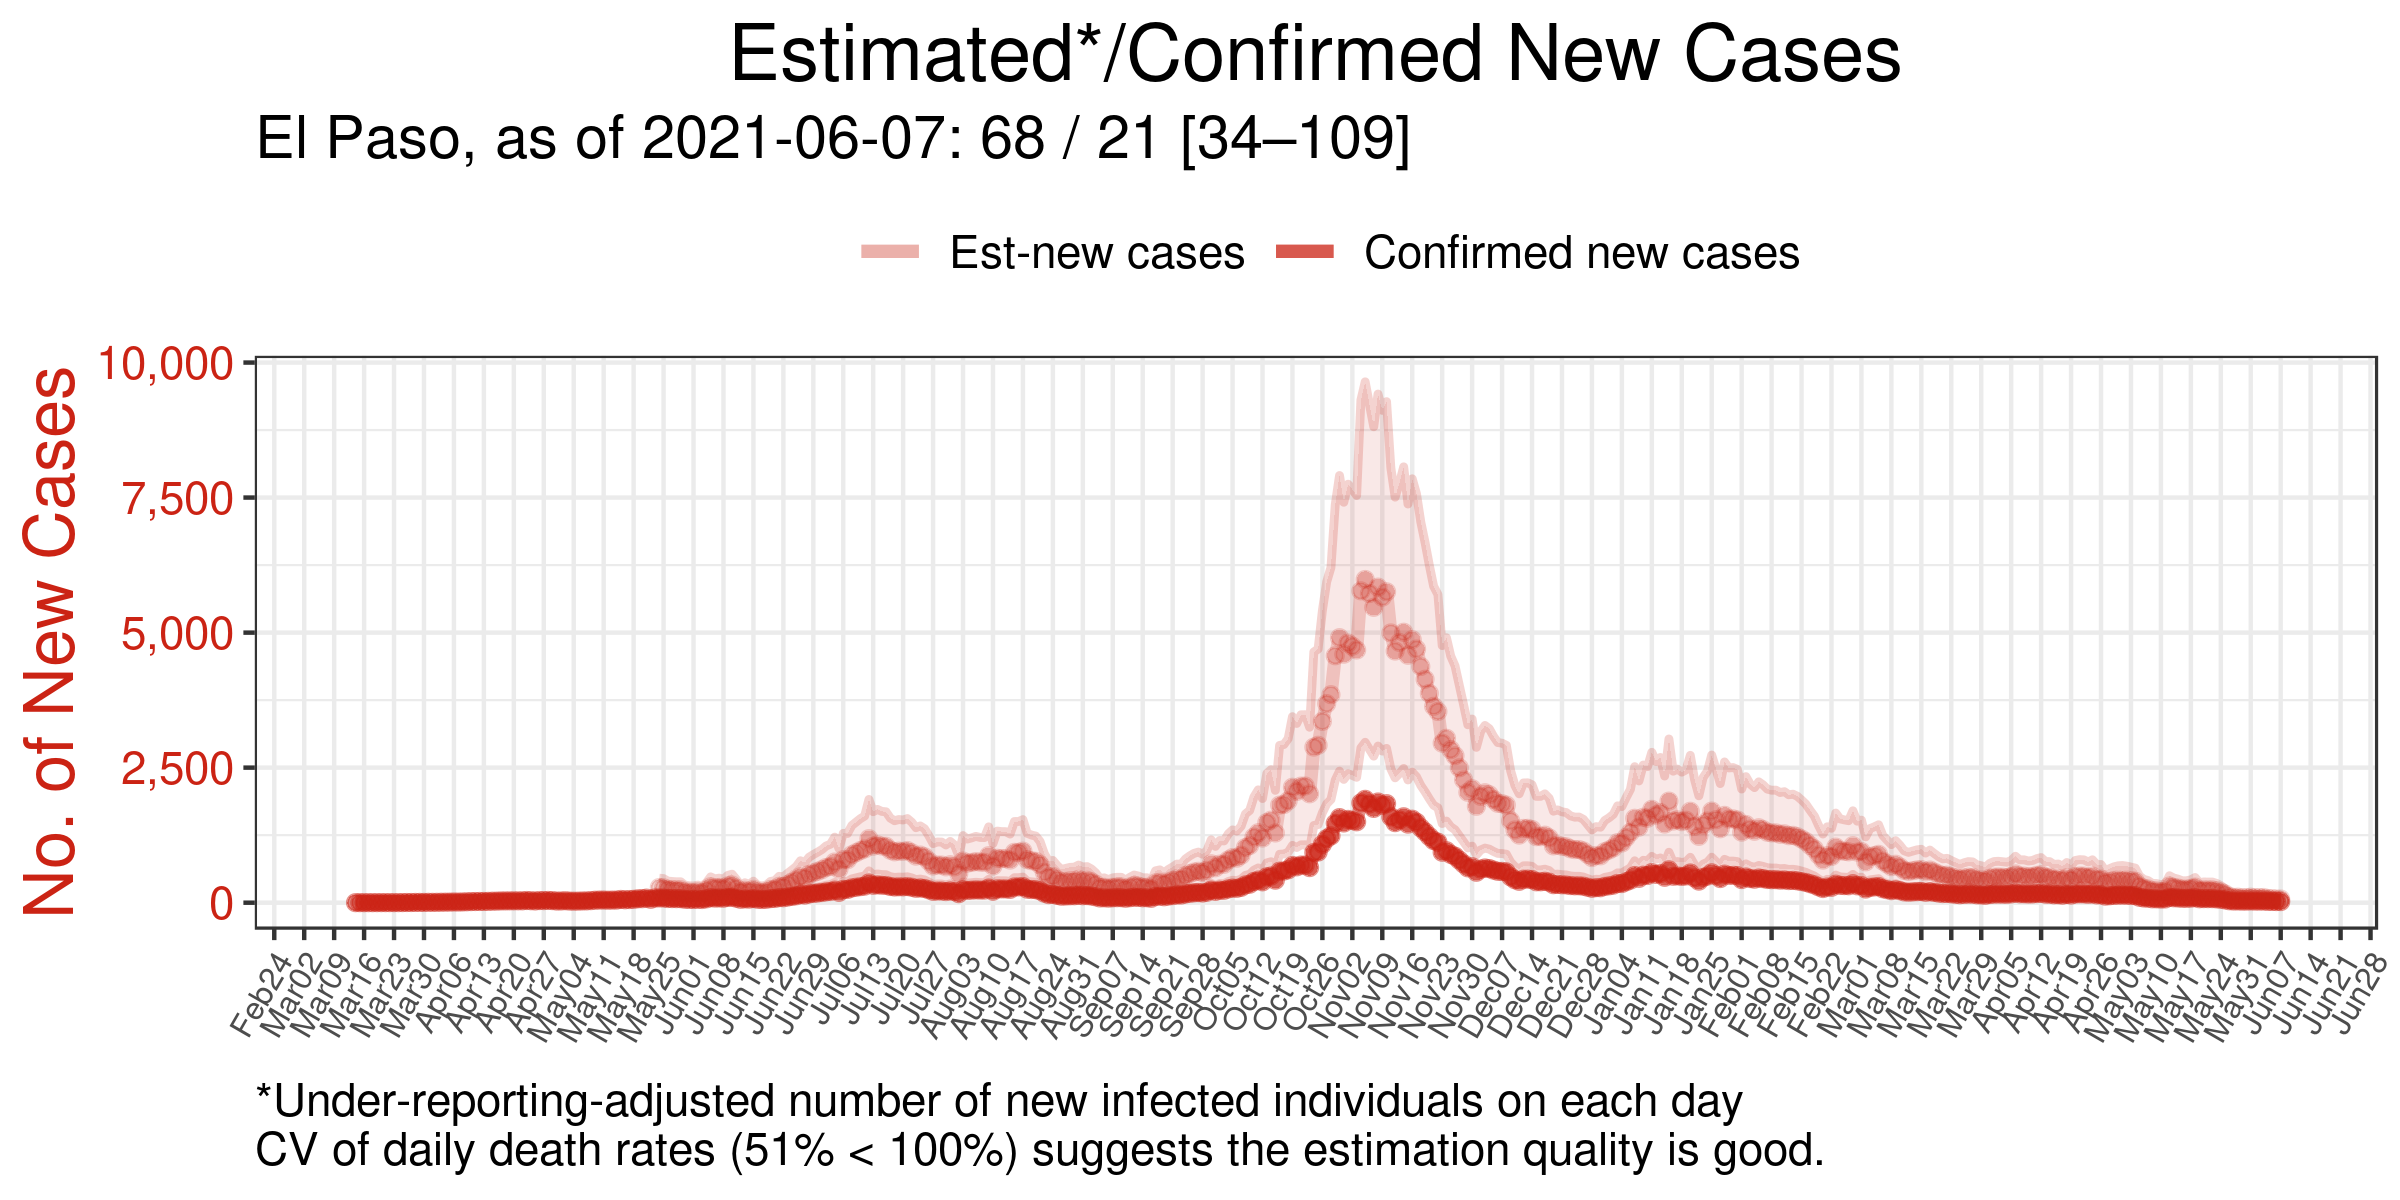 Estimated*/Confirmed New Cases
El Paso, as of 2021-06-07: 68 / 21 [34–109]
Est-new cases Confirmed new cases
No. of New Cases
10,000
7,500
5,000
2,500
0
Feb24 Mar02 Mar09 Mar16 Mar23 Mar30 Apr06 Apr13 Apr20 Apr27 May04 May11 May18 May25 Jun01 Jun08 Jun15 Jun22 Jun29 Jul06 Jul13 Jul20 Jul27 Aug03 Aug10 Aug17 Aug24 Aug31 Sep07 Sep14 Sep21 Sep28 Oct05 Oct12 Oct19 Oct26 Nov02 Nov09 Nov16 Nov23 Nov30 Dec07 Dec14 Dec21 Dec28 Jan04 Jan11 Jan18 Jan25 Feb01 Feb08 Feb15 Feb22 Mar01 Mar08 Mar15 Mar22 Mar29 Apr05 Apr12 Apr19 Apr26 May03 May10 May17 May24 May31 Jun07 Jun14 Jun21 Jun28
*Under-reporting-adjusted number of new infected individuals on each day
CV of daily death rates (51% < 100%) suggests the estimation quality is good.